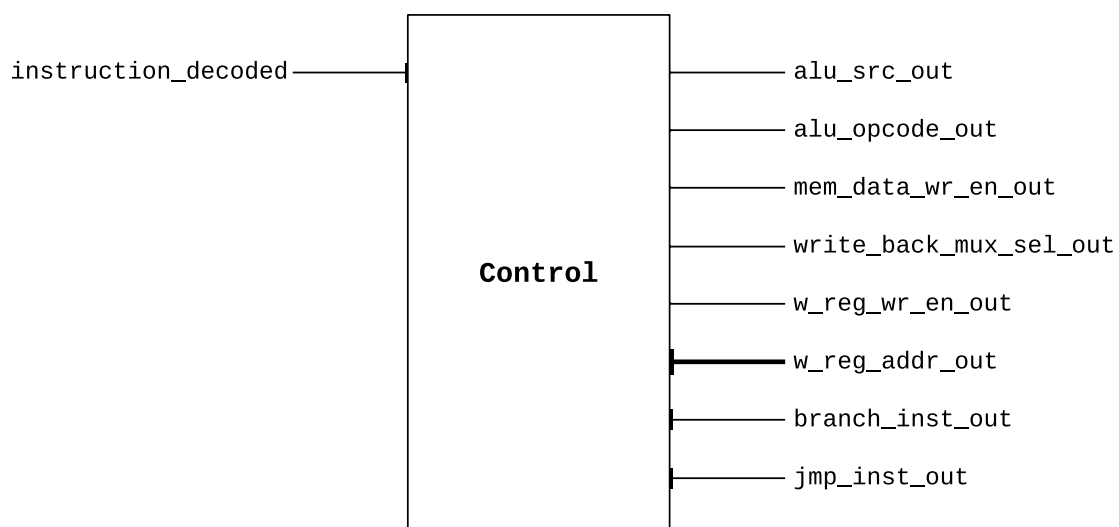 instruction_decoded
alu_src_out
alu_opcode_out
mem_data_wr_en_out
write_back_mux_sel_out
Control
w_reg_wr_en_out
w_reg_addr_out
branch_inst_out
jmp_inst_out